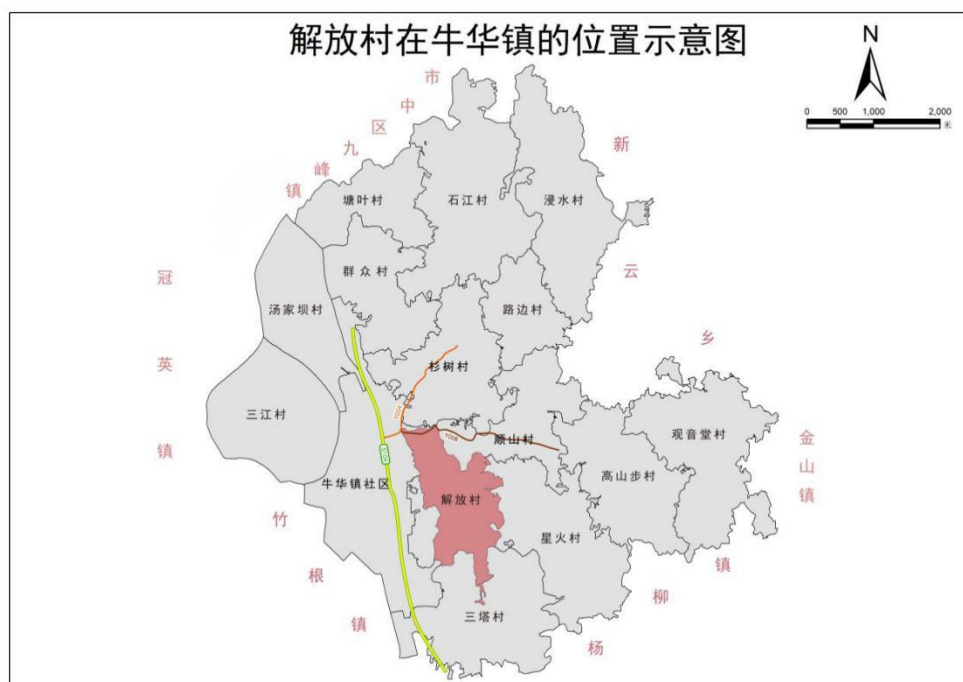 解放村在牛华镇的位置示意图
N
0 500 1,000 2,000
米
市中区九峰镇
新云乡
冠英镇
竹根镇
金山镇
杨柳镇
塘叶村
石江村
浸水村
群众村
汤家坝村
路边村
杉树村
三江村
顺山村
观音堂村
高山步村
牛华镇社区
解放村
星火村
三塔村
Y008